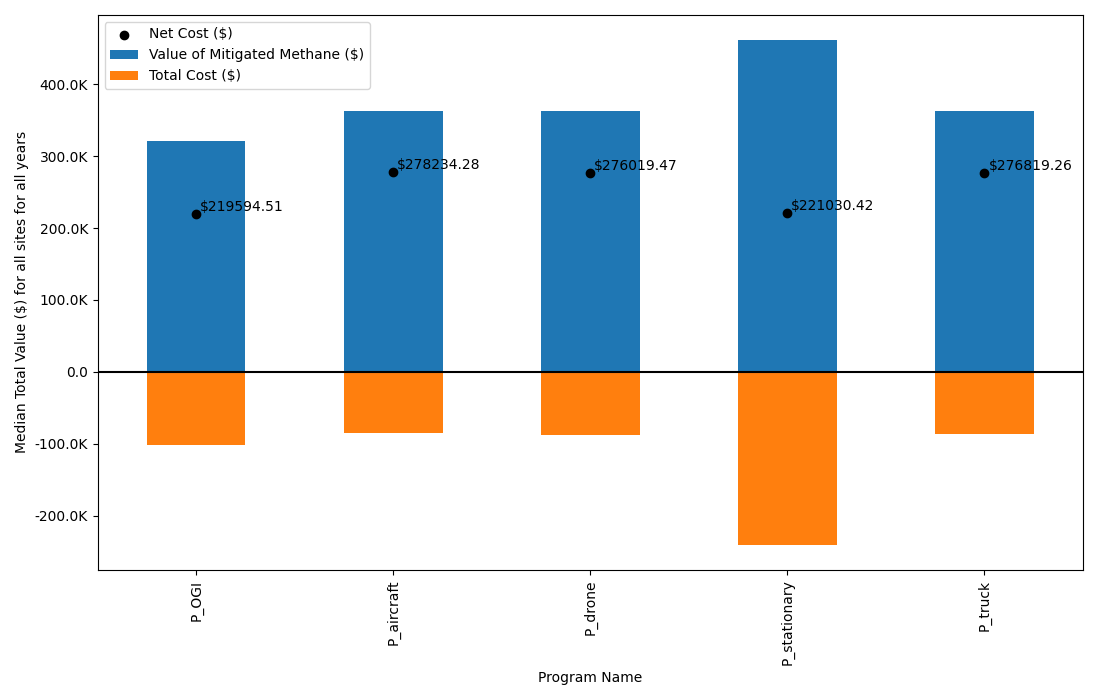 Net Cost ($)
Value of Mitigated Methane ($)
Total Cost ($)
Median Total Value ($) for all sites for all years
400.0K
300.0K
200.0K
100.0K
0.0
-100.0K
-200.0K
$219594.51
$278234.28
$276019.47
$221030.42
$276819.26
P_OGI
P_aircraft
P_drone
P_stationary
P_truck
Program Name